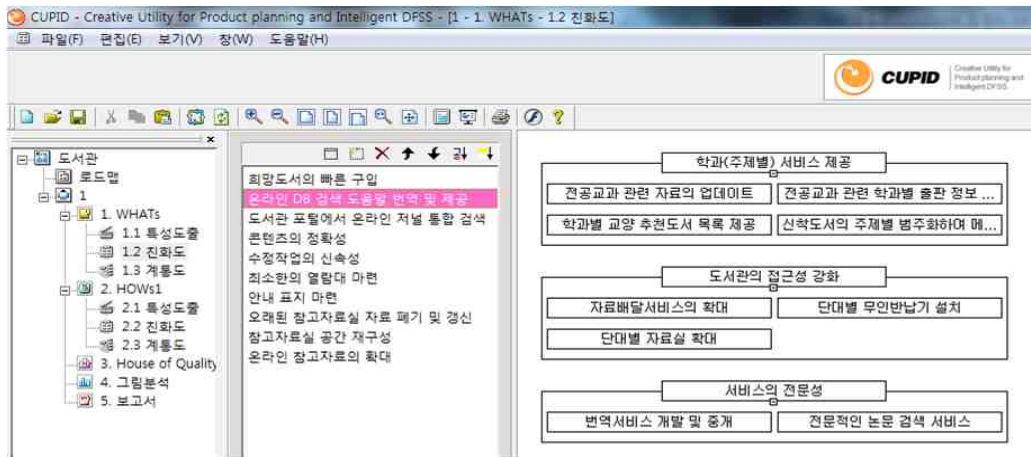 CUPID - Creative Utility for Product planning and Intelligent DFSS - [1 - 1. WHATs - 1.2 친화도]
파일(F) 편집(E) 보기(V) 창(W) 도움말(H)
CUPID
Creative Utility for
Product planning and
Intelligent DFSS.
도서관
로드맵
1
1. WHATs
1.1 특성도출
1.2 친화도
1.3 계통도
2. HOWs1
2.1 특성도출
2.2 친화도
2.3 계통도
3. House of Quality
4. 그림분석
5. 보고서
희망도서의 빠른 구입
온라인 DB 검색 도움말 번역 및 제공
도서관 포털에서 온라인 저널 통합 검색
콘텐츠의 정확성
수정작업의 신속성
최소한의 열람대 마련
안내 표지 마련
오래된 참고자료실 자료 폐기 및 갱신
참고자료실 공간 재구성
온라인 참고자료의 확대
학과(주제별) 서비스 제공
전공교과 관련 자료의 업데이트
전공교과 관련 학과별 출판 정보 ...
학과별 교양 추천도서 목록 제공
신착도서의 주제별 범주화하여 메...
도서관의 접근성 강화
자료배달서비스의 확대
단대별 무인반납기 설치
단대별 자료실 확대
서비스의 전문성
번역서비스 개발 및 중개
전문적인 논문 검색 서비스